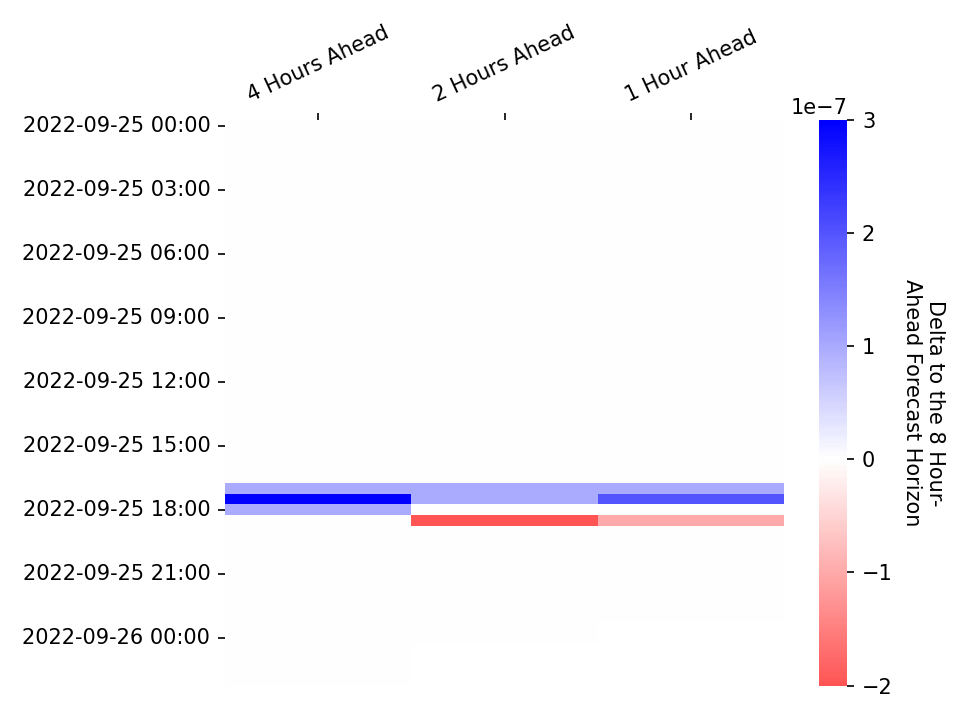 4 Hours Ahead
2 Hours Ahead
1 Hour Ahead
1e−7
2022-09-25 00:00
2022-09-25 03:00
2022-09-25 06:00
2022-09-25 09:00
2022-09-25 12:00
2022-09-25 15:00
2022-09-25 18:00
2022-09-25 21:00
2022-09-26 00:00
3
2
1
0
−1
−2
Delta to the 8 Hour-
Ahead Forecast Horizon